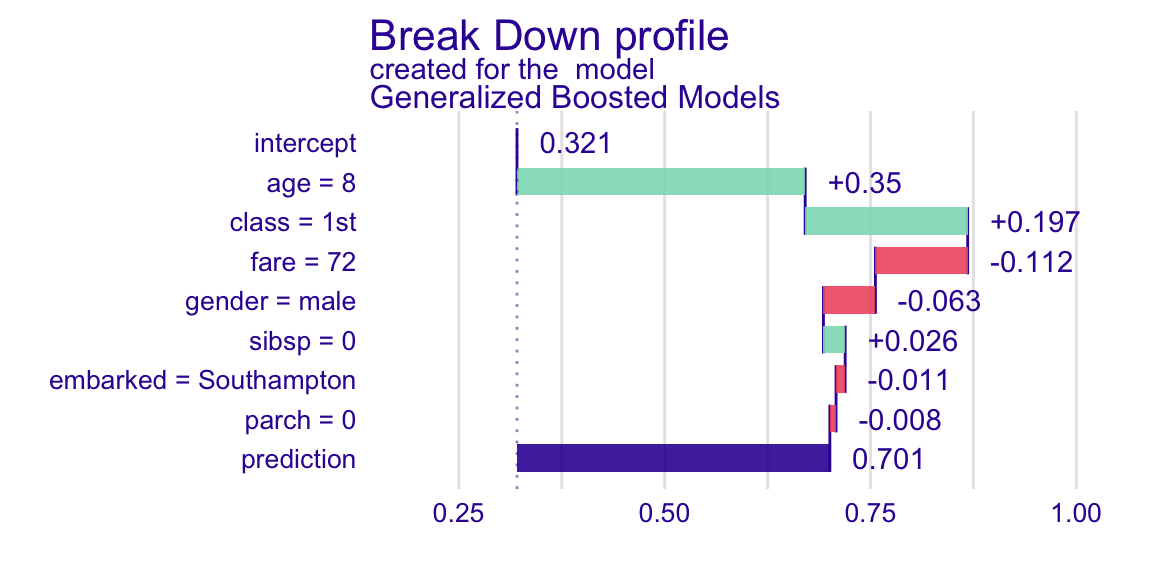 Break Down profile
created for the  model
Generalized Boosted Models
intercept 0.321
age = 8 +0.35
class = 1st +0.197
fare = 72 -0.112
gender = male -0.063
sibsp = 0 +0.026
embarked = Southampton -0.011
parch = 0 -0.008
prediction 0.701
0.25 0.50 0.75 1.00